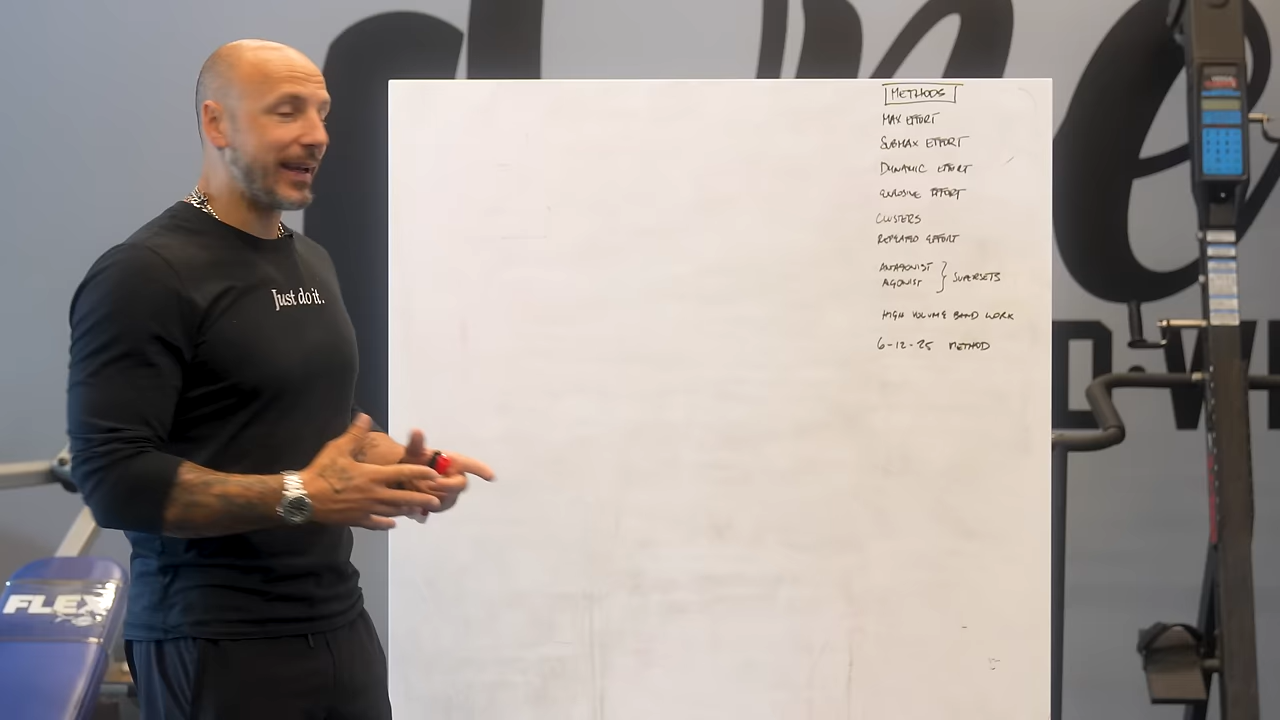 Just do it.
FLEX
METHODS
MAX EFFORT
SUBMAX EFFORT
DYNAMIC EFFORT
EXPLOSIVE EFFORT
CLUSTERS
REPEATED EFFORT
ANTAGONIST
AGONIST } SUPERSETS
HIGH VOLUME BAND WORK
6-12-25 METHOD